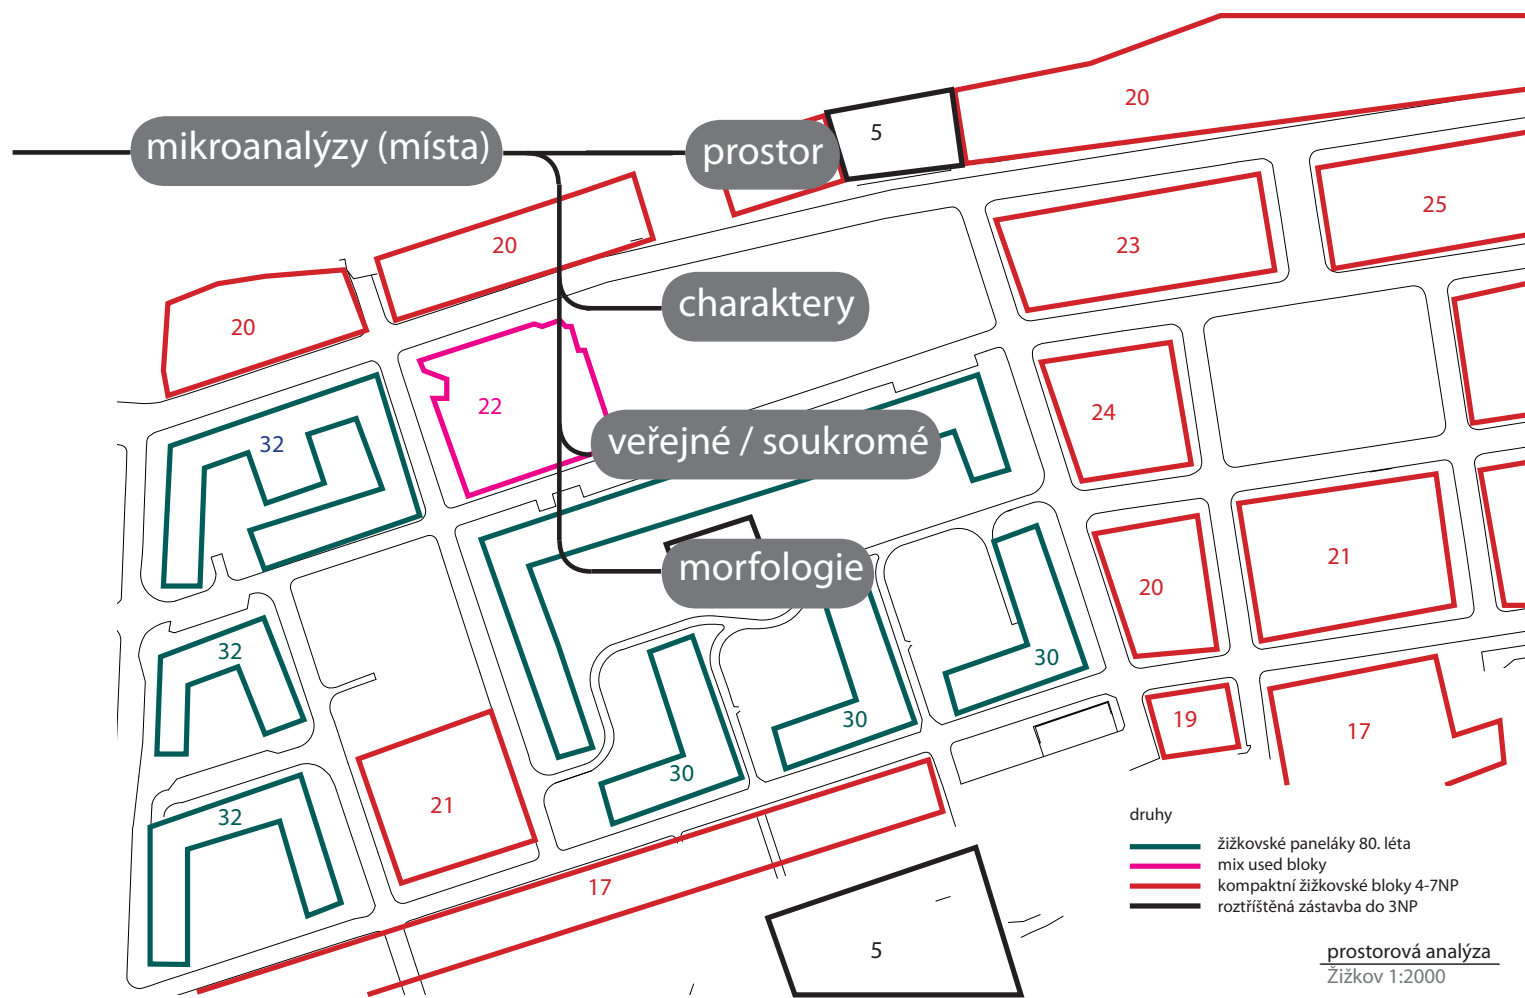 20
5
mikroanalýzy (místa)
prostor
25
20
23
charaktery
20
24
22
veřejné / soukromé
32
21
morfologie
20
32
30
19
30
17
30
21
32
druhy
žižkovské paneláky 80. léta
mix used bloky
kompaktní žižkovské bloky 4-7NP
17
roztříštěná zástavba do 3NP
5
prostorová analýza
Žižkov 1:2000